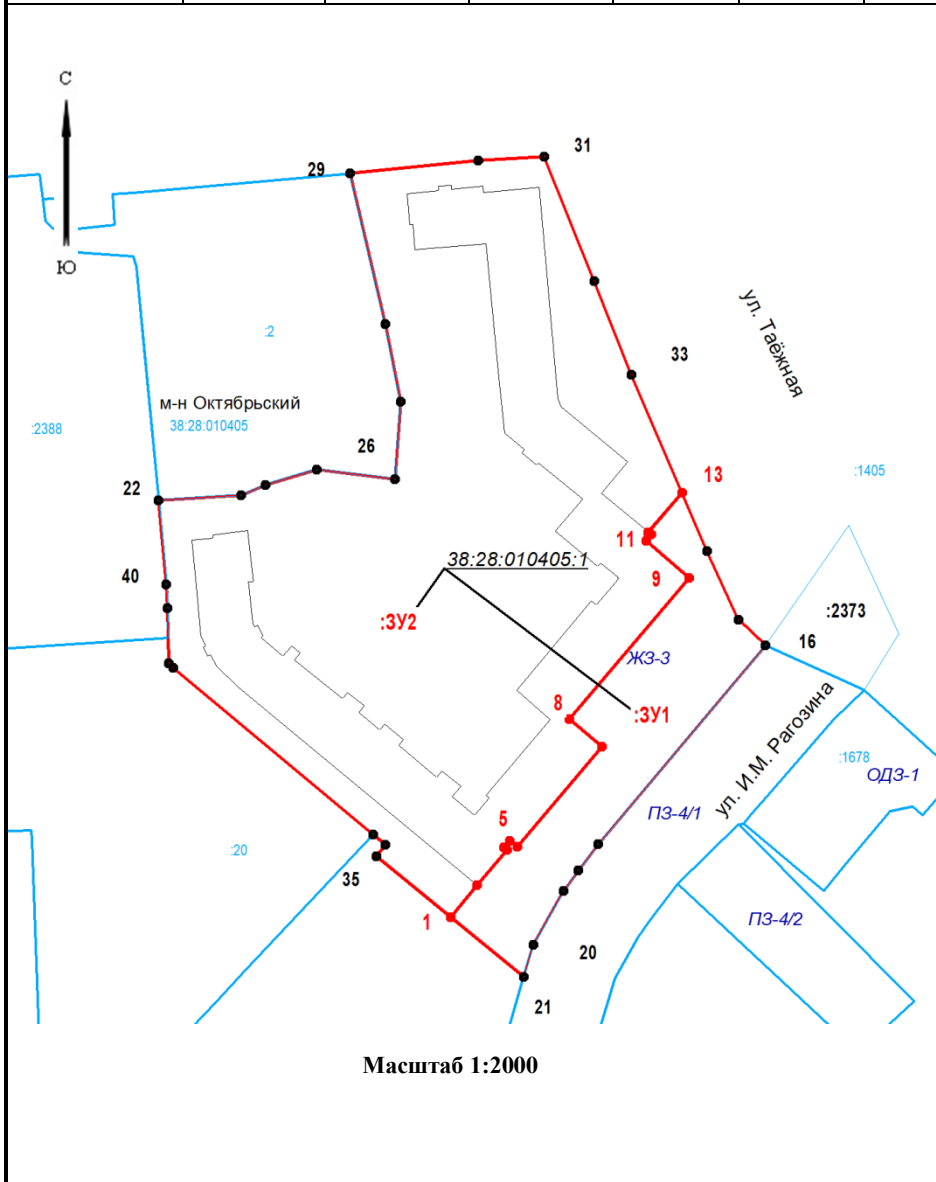 С
Ю
29
31
:2
33
ул. Таёжная
м-н Октябрьский
38:28:010405
:2388
26
22
13
:1405
11
40
38:28:010405:1
9
:ЗУ2
:2373
16
ЖЗ-3
8
:ЗУ1
ул. И.М. Рагозина
:1678
ОДЗ-1
ПЗ-4/1
5
:20
35
1
ПЗ-4/2
20
21
Масштаб 1:2000